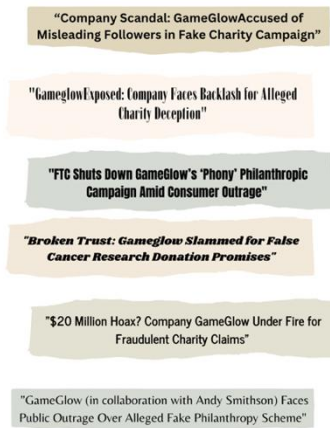 “Company Scandal: GameGlowAccused of
Misleading Followers in Fake Charity Campaign”
"GameglowExposed: Company Faces Backlash for Alleged
Charity Deception"
"FTC Shuts Down GameGlow’s ‘Phony’ Philanthropic
Campaign Amid Consumer Outrage"
"Broken Trust: Gameglow Slammed for False
Cancer Research Donation Promises"
"$20 Million Hoax? Company GameGlow Under Fire for
Fraudulent Charity Claims”
"GameGlow (in collaboration with Andy Smithson) Faces
Public Outrage Over Alleged Fake Philanthropy Scheme"